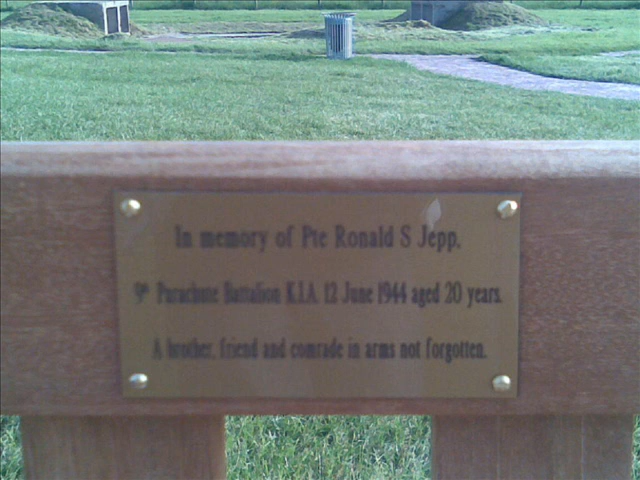 In memory of Pte Ronald S Jepp,
9th Parachute Battalion K.I.A. 12 June 1944 aged 20 years.
A brother, friend and comrade in arms not forgotten.